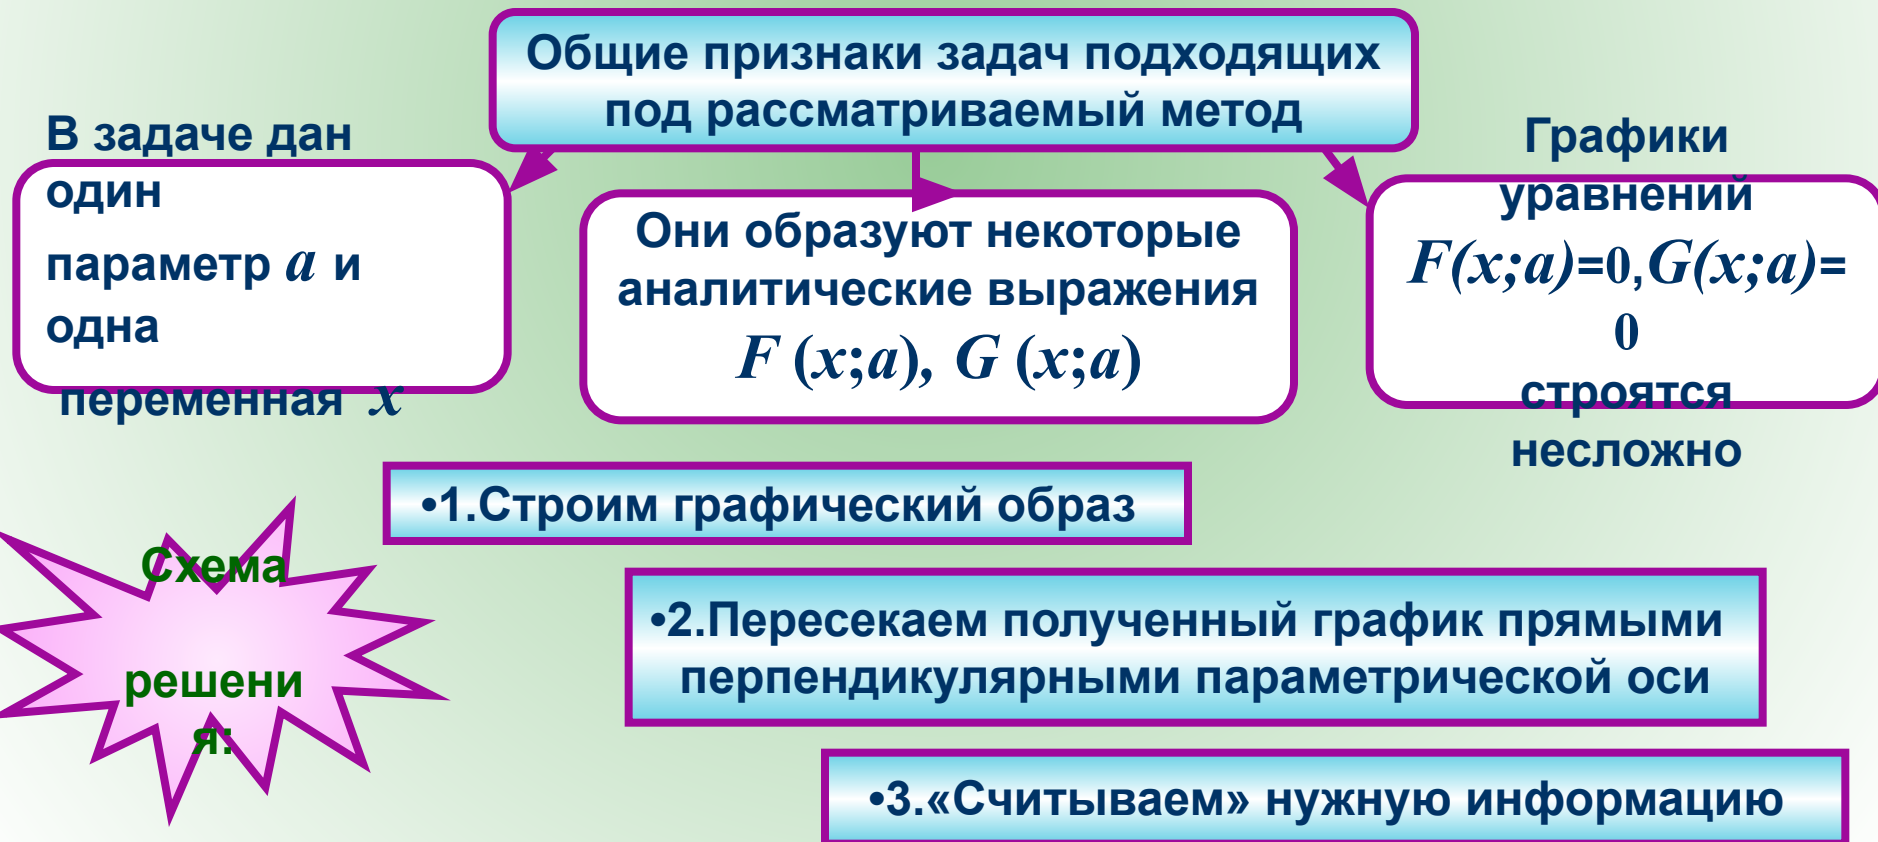 Общие признаки задач подходящих
под рассматриваемый метод
В задаче дан
один
параметр a и
одна
переменная x
Они образуют некоторые
аналитические выражения
F (x;a), G (x;a)
Графики
уравнений
F(x;a)=0,G(x;a)=
0
строятся
несложно
•1.Строим графический образ
Схема
решени
я:
•2.Пересекаем полученный график прямыми
перпендикулярными параметрической оси
•3.«Считываем» нужную информацию